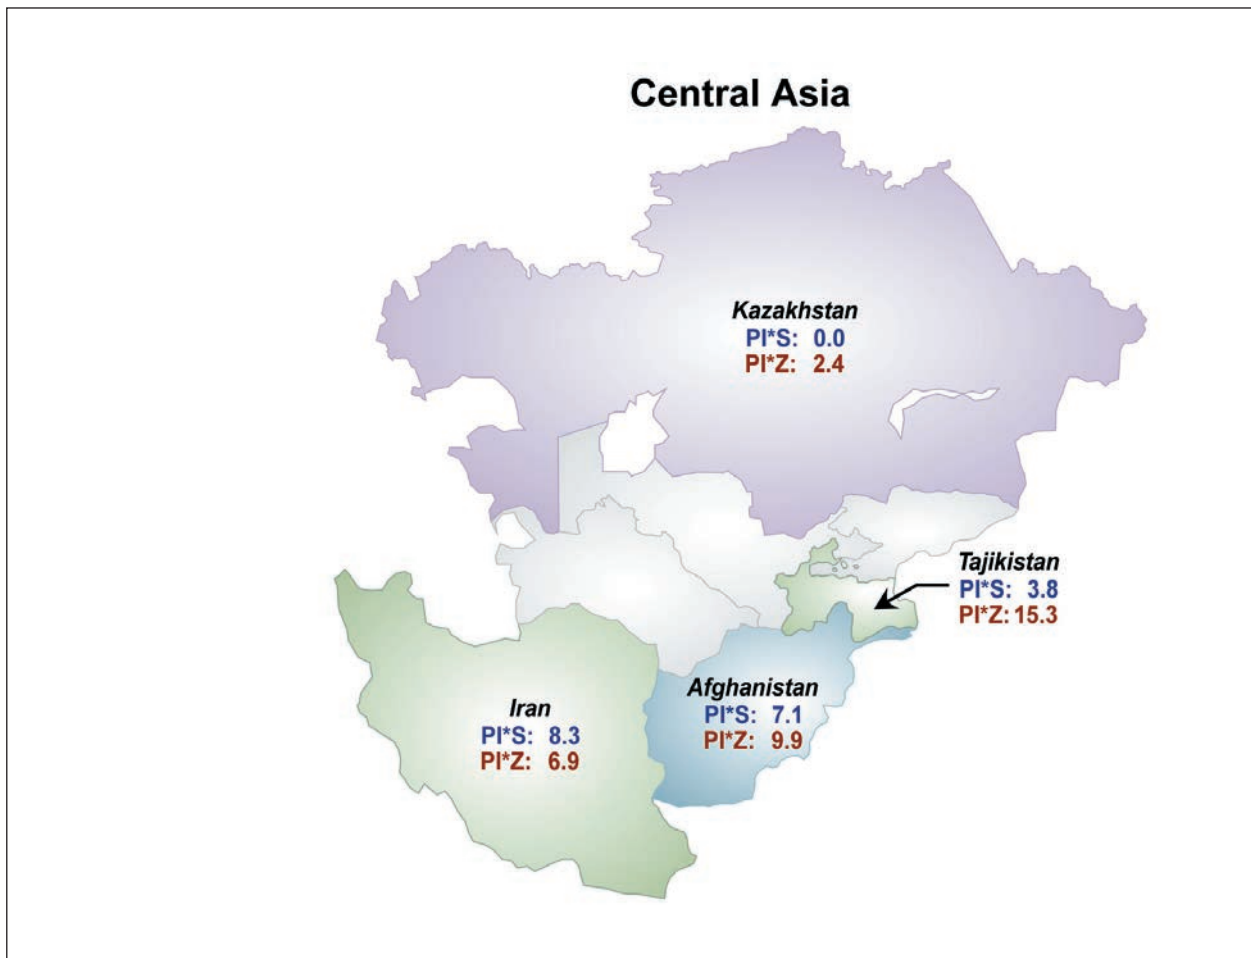 Central Asia
Kazakhstan
PI*S: 0.0
PI*Z: 2.4
Tajikistan
PI*S: 3.8
PI*Z: 15.3
Afghanistan
PI*S: 7.1
PI*Z: 9.9
Iran
PI*S: 8.3
PI*Z: 6.9